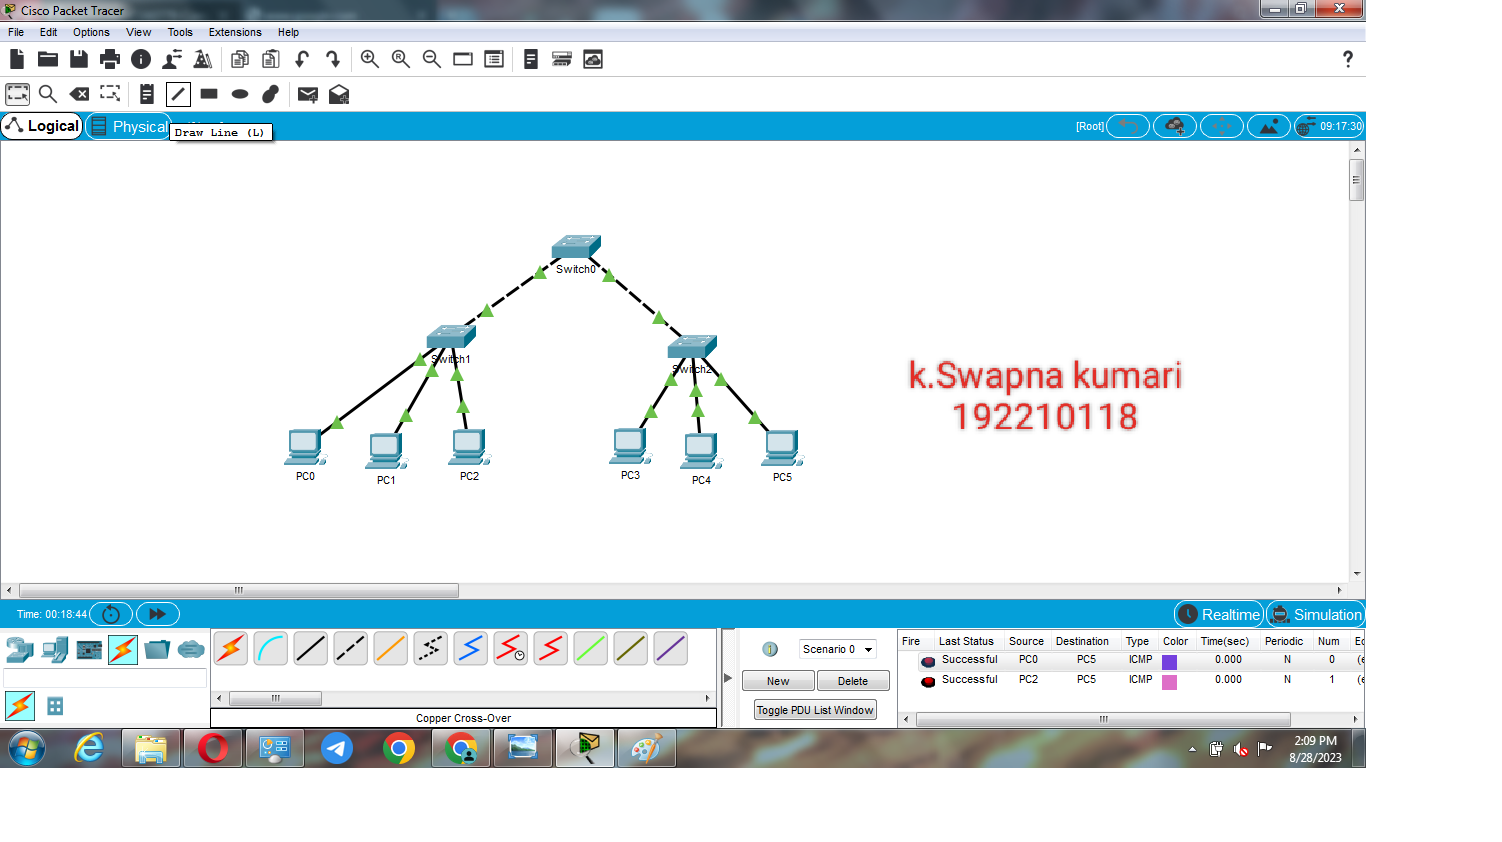 Cisco Packet Tracer
File Edit Options View Tools Extensions Help
Logical
Physical
Draw Line (L)
[Root]
09:17:30
Switch0
Switch1
Switch2
k.Swapna kumari
192210118
PC0
PC1
PC2
PC3
PC4
PC5
Time: 00:18:44
Realtime
Simulation
Scenario 0
New
Delete
Toggle PDU List Window
Copper Cross-Over
Fire Last Status Source Destination Type Color Time(sec) Periodic Num
Successful PC0 PC5 ICMP 0.000 N 0
Successful PC2 PC5 ICMP 0.000 N 1
2:09 PM
8/28/2023